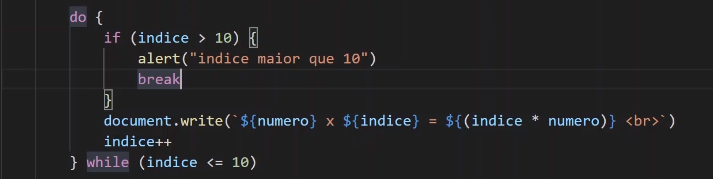 do {
if (indice > 10) {
alert("indice maior que 10")
break
}
document.write(`${numero} x ${indice} = ${(indice * numero)} <br>`)
indice++
} while (indice <= 10)